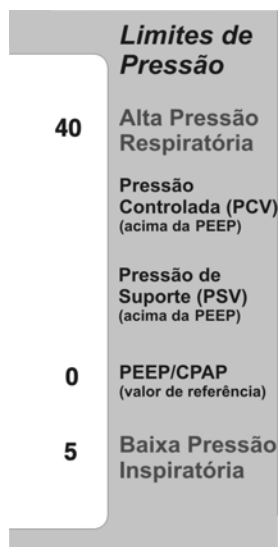 Limites de
Pressão
40
Alta Pressão
Respiratória
Pressão
Controlada (PCV)
(acima da PEEP)
Pressão de
Suporte (PSV)
(acima da PEEP)
0
PEEP/CPAP
(valor de referência)
5
Baixa Pressão
Inspiratória